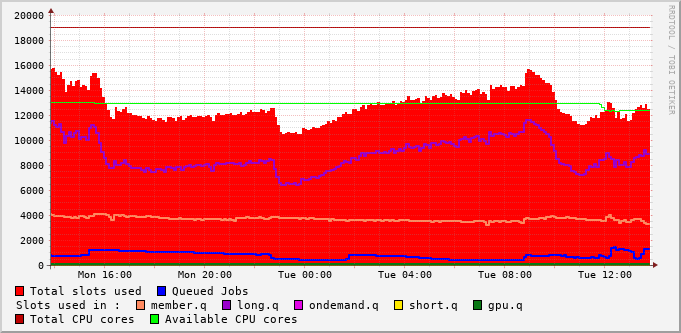 20000
18000
16000
14000
12000
10000
8000
6000
4000
2000
0
Mon 16:00 Mon 20:00 Tue 00:00 Tue 04:00 Tue 08:00 Tue 12:00
Total slots used Queued Jobs
Slots used in : member.q long.q ondemand.q short.q gpu.q
Total CPU cores Available CPU cores
RRDTOOL / TOBI OETIKER